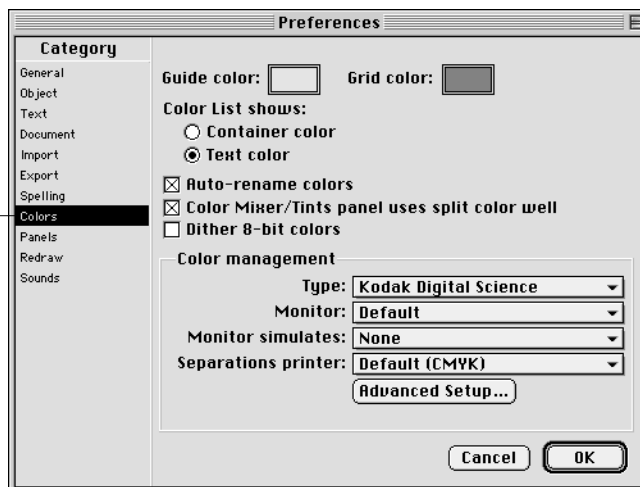 Preferences
Category
General
Object
Text
Document
Import
Export
Spelling
Colors
Panels
Redraw
Sounds
Guide color: Grid color:
Color List shows:
Container color
Text color
Auto-rename colors
Color Mixer/Tints panel uses split color well
Dither 8-bit colors
Color management
Type: Kodak Digital Science
Monitor: Default
Monitor simulates: None
Separations printer: Default (CMYK)
Advanced Setup...
Cancel OK